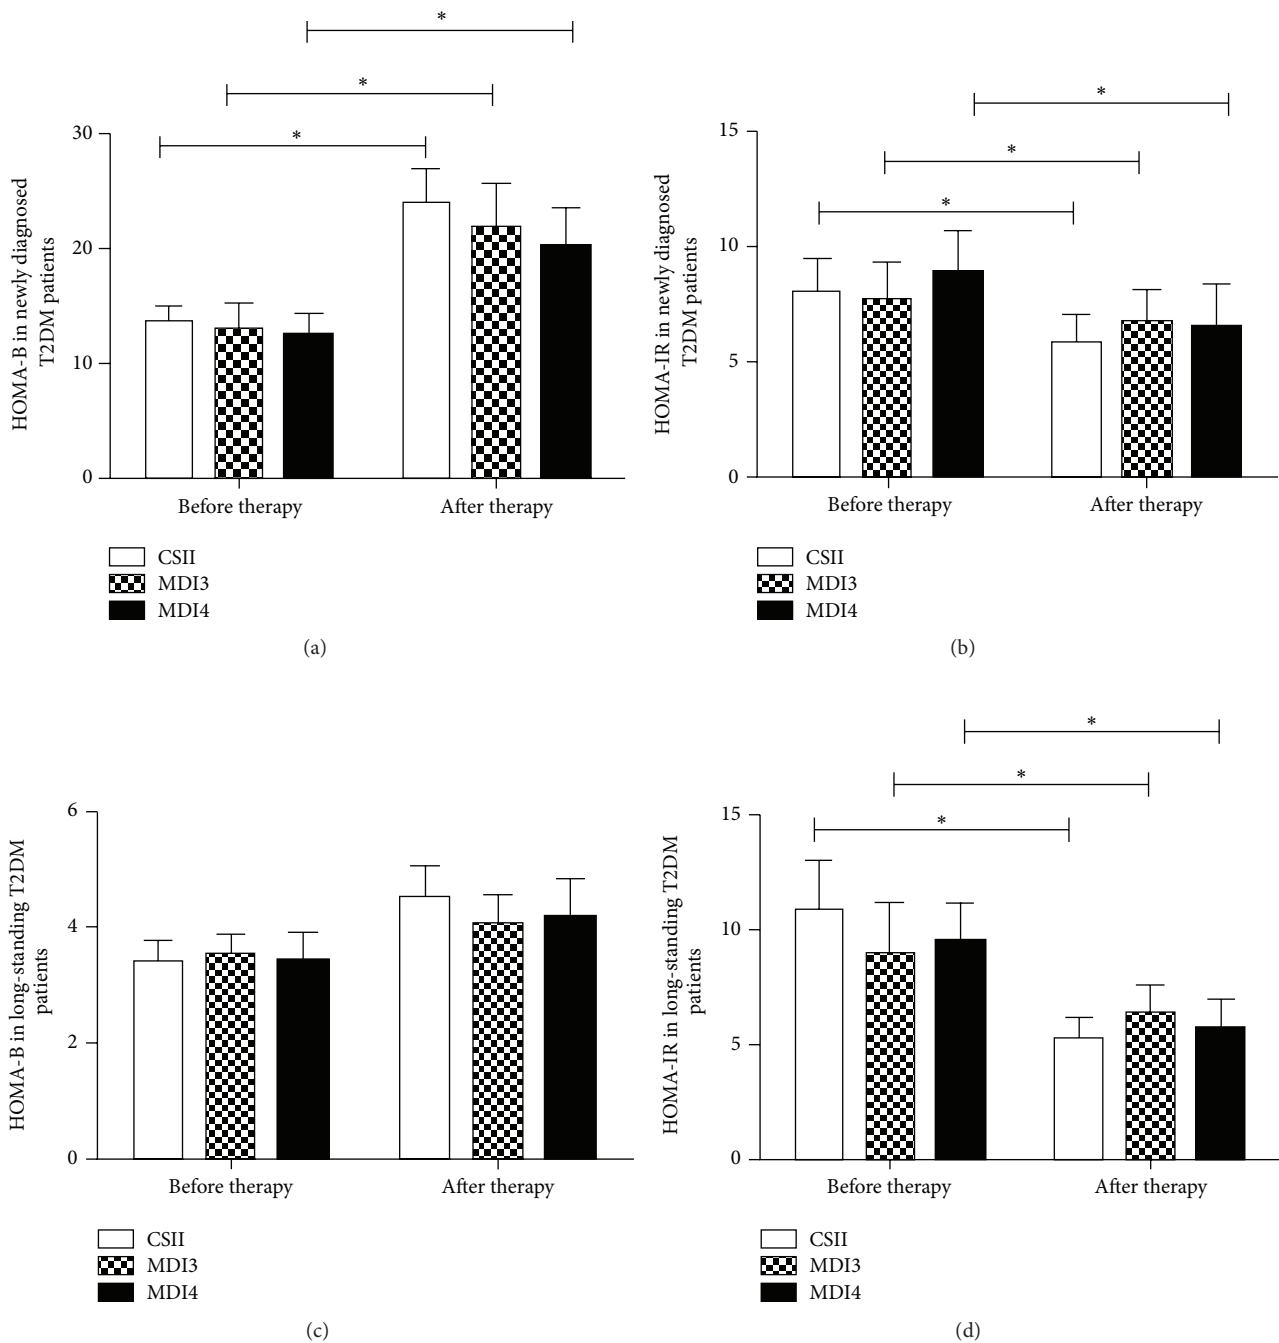 *
*
*
30
20
10
0
HOMA-B in newly diagnosed
T2DM patients
Before therapy
After therapy
CSII
MDI3
MDI4
(a)
*
*
*
15
10
5
0
HOMA-IR in newly diagnosed
T2DM patients
Before therapy
After therapy
CSII
MDI3
MDI4
(b)
6
4
2
0
HOMA-B in long-standing T2DM
patients
Before therapy
After therapy
CSII
MDI3
MDI4
(c)
*
*
*
15
10
5
0
HOMA-IR in long-standing T2DM
patients
Before therapy
After therapy
CSII
MDI3
MDI4
(d)